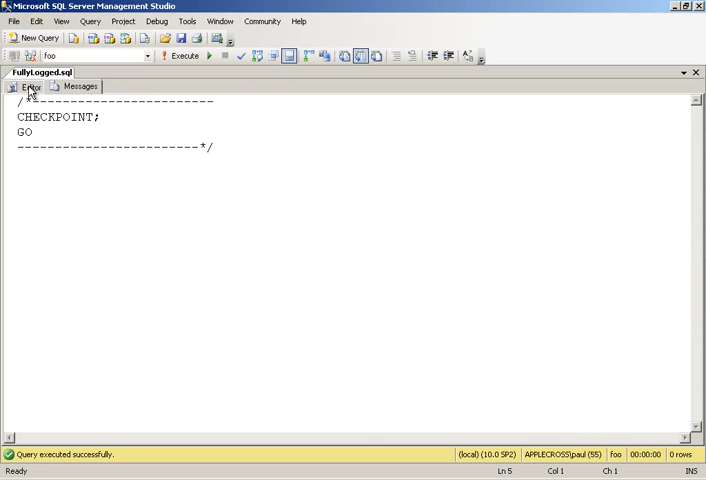 Microsoft SQL Server Management Studio
File Edit View Query Project Debug Tools Window Community Help
New Query
foo Execute
FullyLogged.sql
Editor Messages
/*------------------------
CHECKPOINT;
GO
------------------------*/
Query executed successfully. (local) (10.0 SP2) APPLECROSS\paul (55) foo 00:00:00 0 rows
Ready Ln 5 Col 1 Ch 1 INS